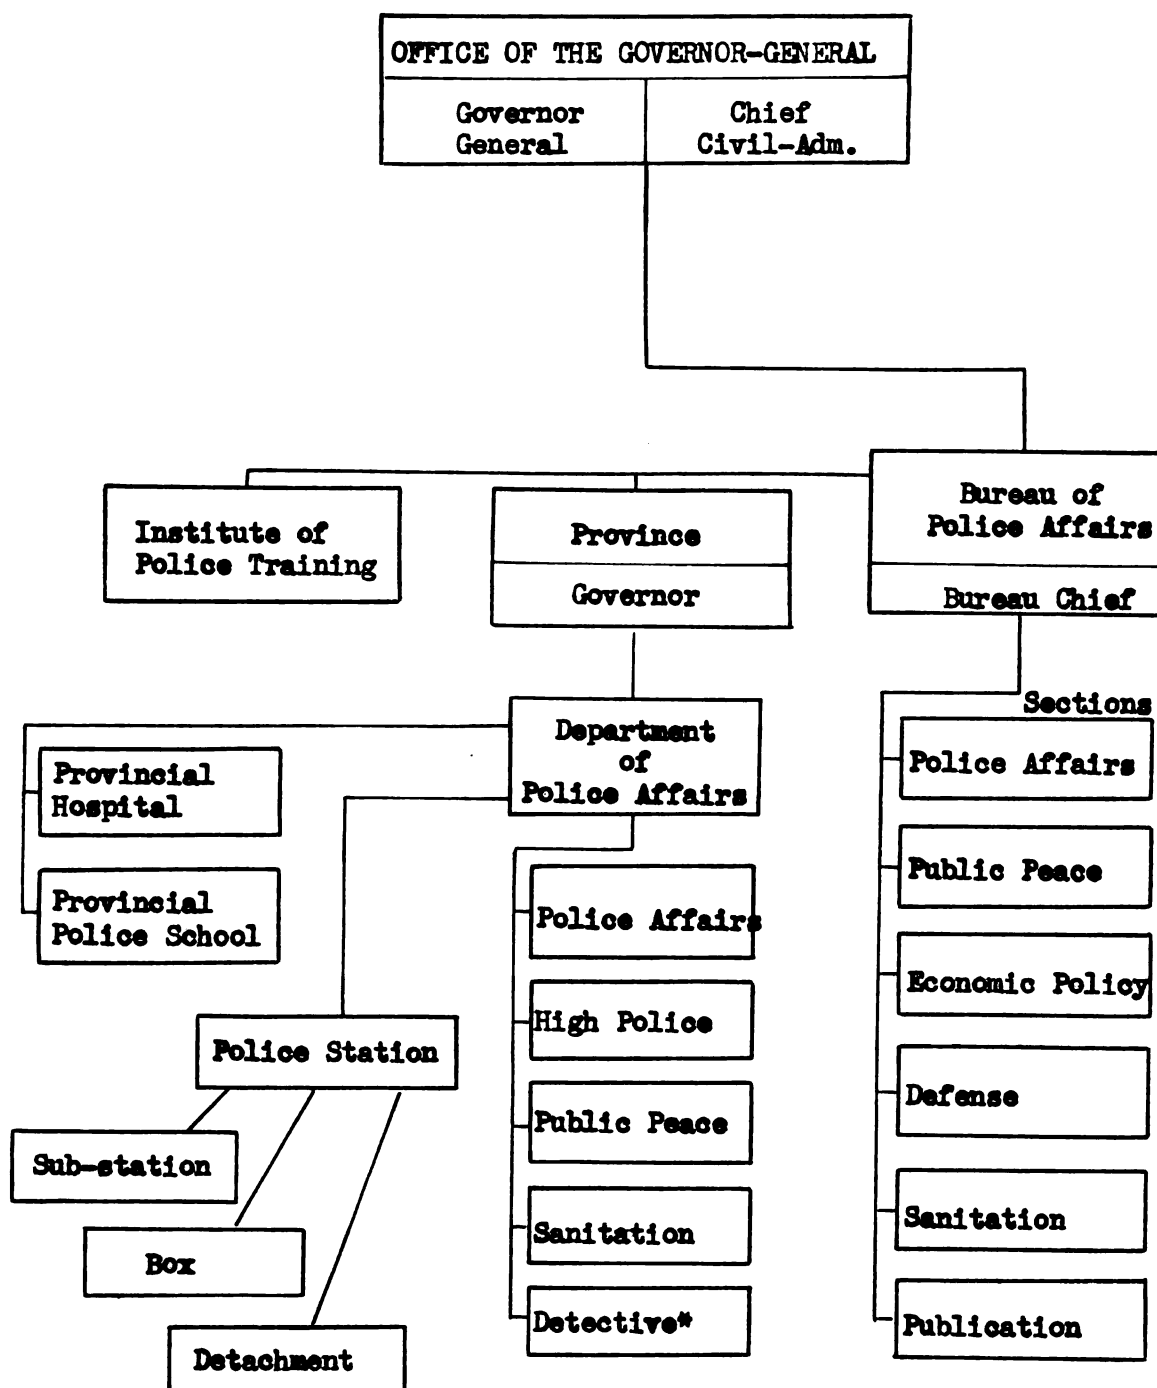 OFFICE OF THE GOVERNOR-GENERAL
Governor
General
Chief
Civil-Adm.
Institute of
Police Training
Province
Governor
Bureau of
Police Affairs
Bureau Chief
Department
of
Police Affairs
Provincial
Hospital
Provincial
Police School
Police Station
Sub-station
Box
Detachment
Police Affairs
High Police
Public Peace
Sanitation
Detective*
Sections
Police Affairs
Public Peace
Economic Policy
Defense
Sanitation
Publication